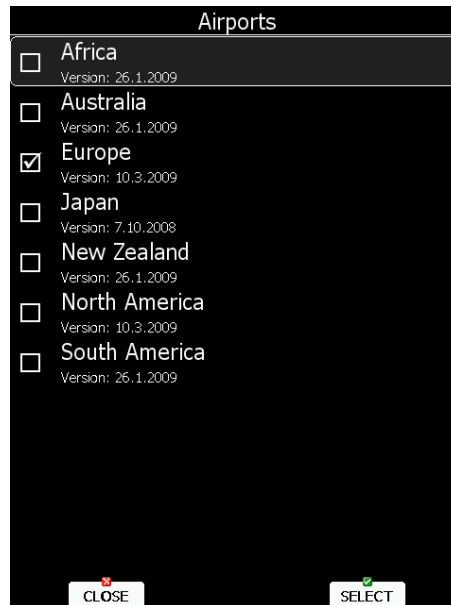 Airports
Africa
Version: 26.1.2009
Australia
Version: 26.1.2009
Europe
Version: 10.3.2009
Japan
Version: 7.10.2008
New Zealand
Version: 26.1.2009
North America
Version: 10.3.2009
South America
Version: 26.1.2009
CLOSE
SELECT